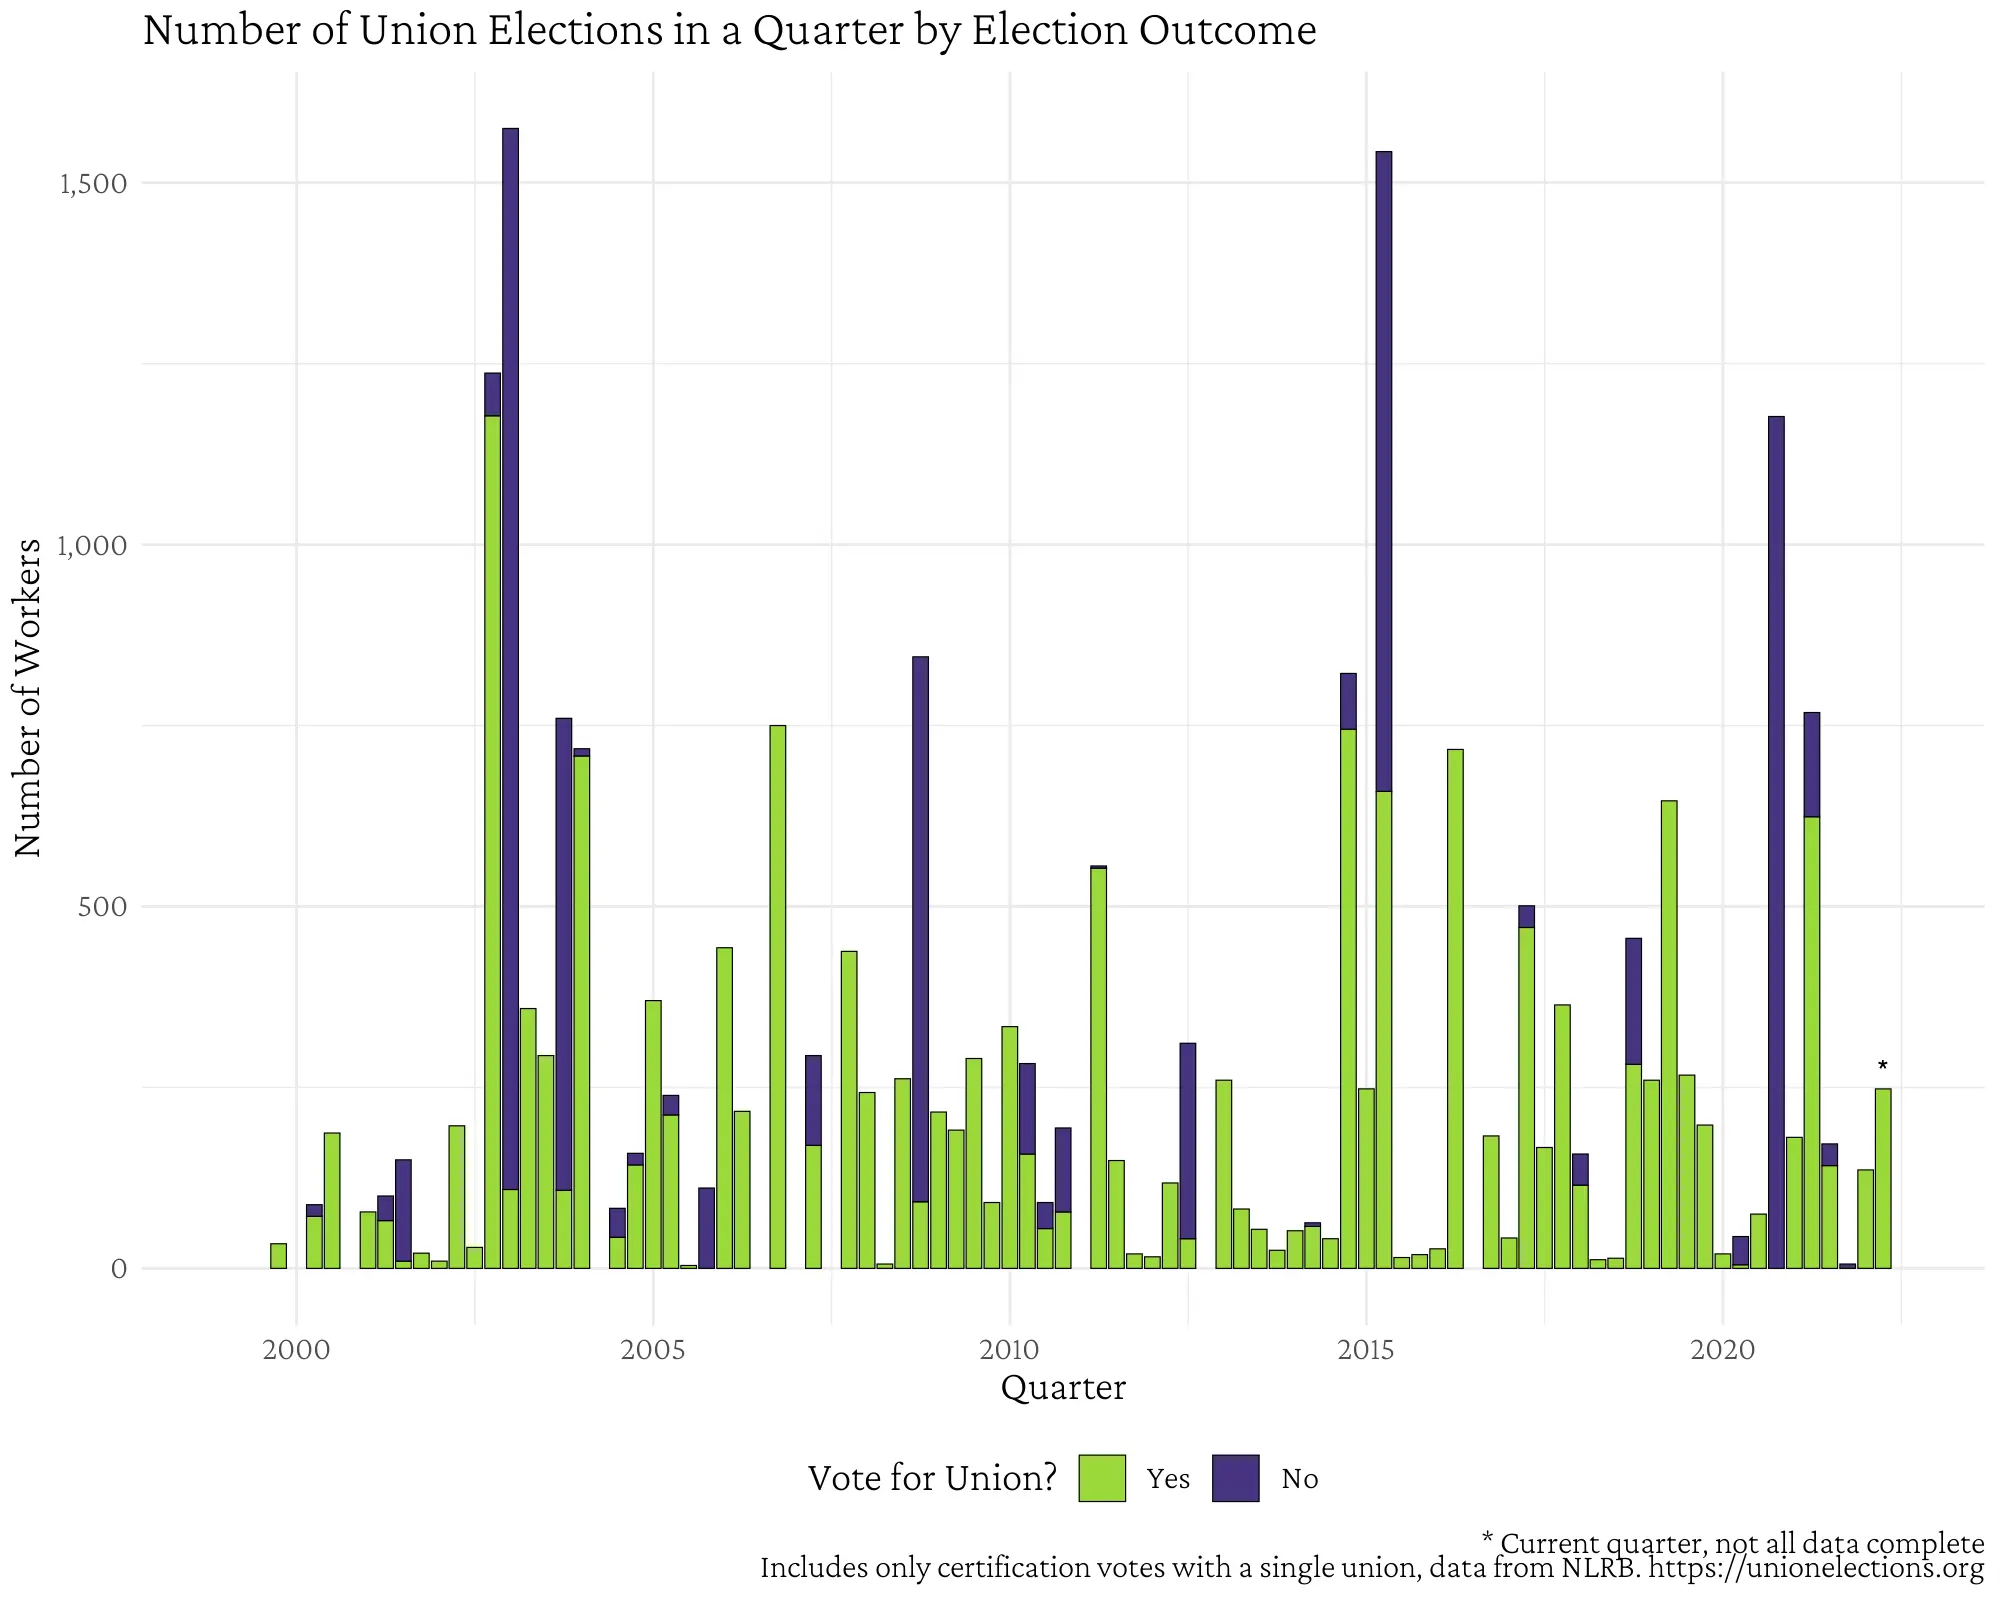 Number of Union Elections in a Quarter by Election Outcome
Number of Workers
1,500
1,000
500
0
*
2000 2005 2010 2015 2020
Quarter
Vote for Union? Yes No
* Current quarter, not all data complete
Includes only certification votes with a single union, data from NLRB. https://unionelections.org